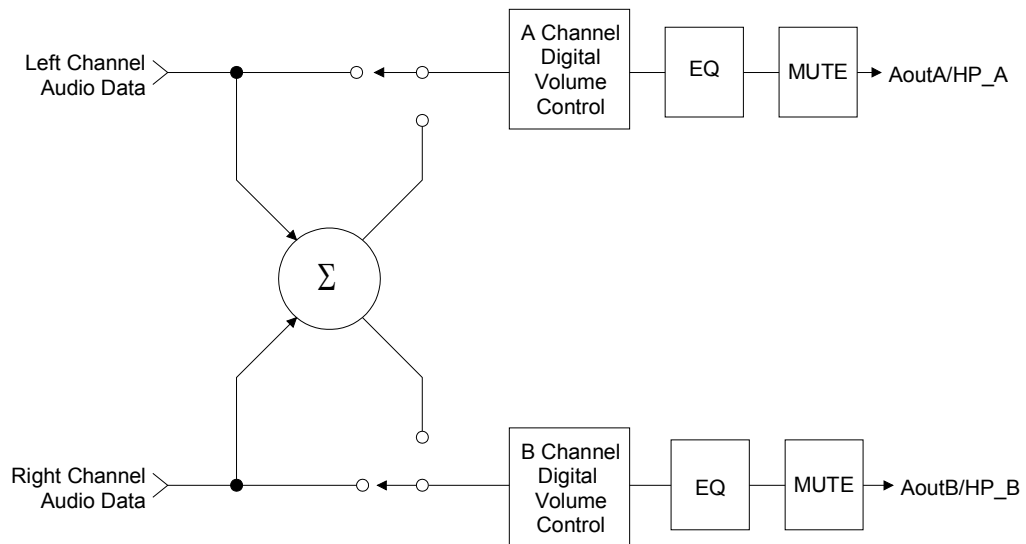 Left Channel
Audio Data
A Channel
Digital
Volume
Control
EQ
MUTE
AoutA/HP_A
Σ
Right Channel
Audio Data
B Channel
Digital
Volume
Control
EQ
MUTE
AoutB/HP_B